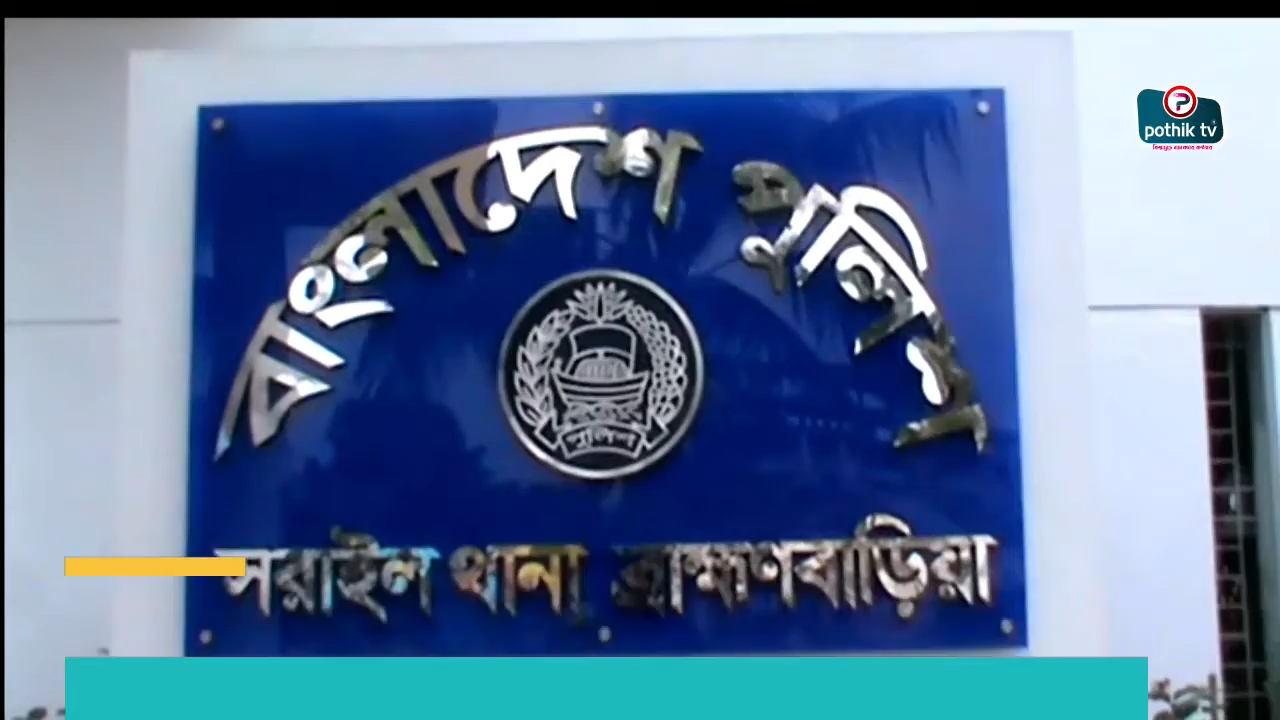 বাংলাদেশ পুলিশ
পুলিশ
সরাইল থানা, ব্রাহ্মণবাড়িয়া
pothik tv